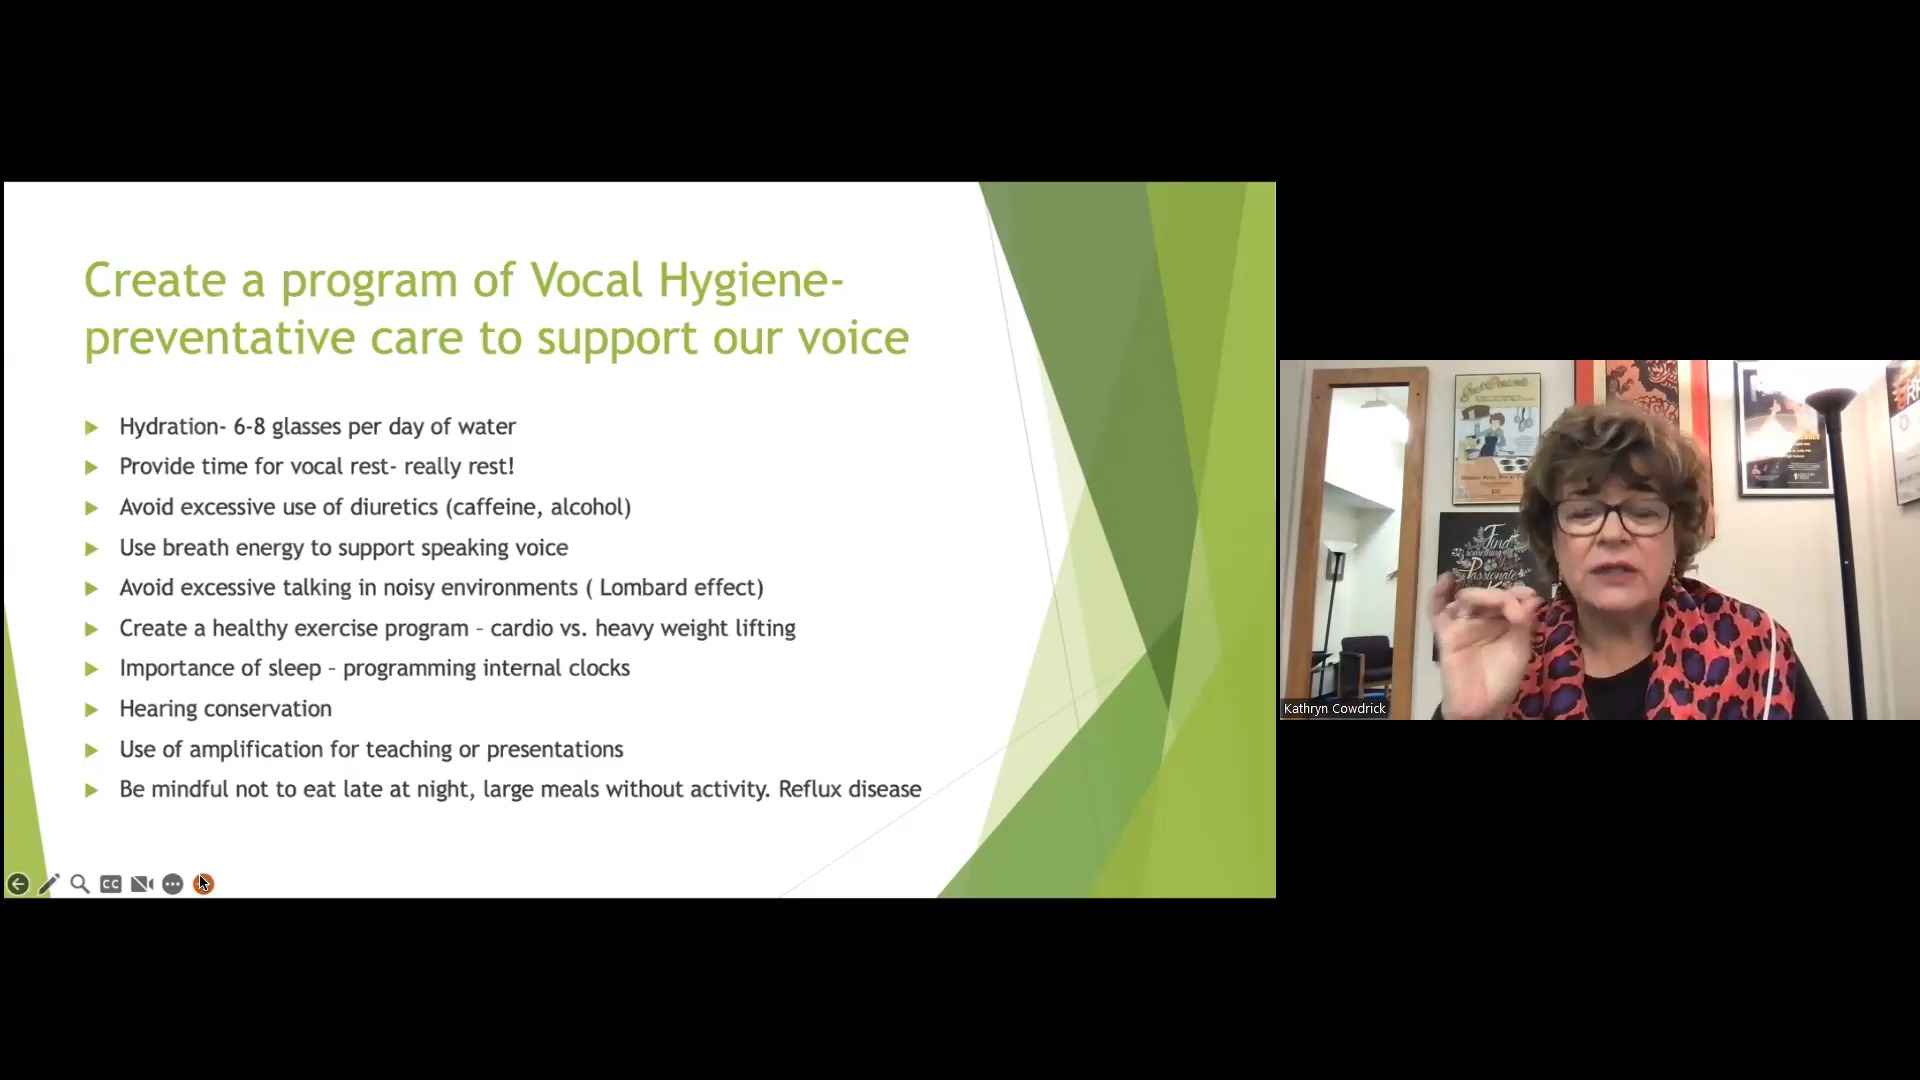 Create a program of Vocal Hygiene-
preventative care to support our voice
Hydration- 6-8 glasses per day of water
Provide time for vocal rest- really rest!
Avoid excessive use of diuretics (caffeine, alcohol)
Use breath energy to support speaking voice
Avoid excessive talking in noisy environments ( Lombard effect)
Create a healthy exercise program – cardio vs. heavy weight lifting
Importance of sleep – programming internal clocks
Hearing conservation
Use of amplification for teaching or presentations
Be mindful not to eat late at night, large meals without activity. Reflux disease
CC
Find
something
Passionate
Kathryn Cowdrick